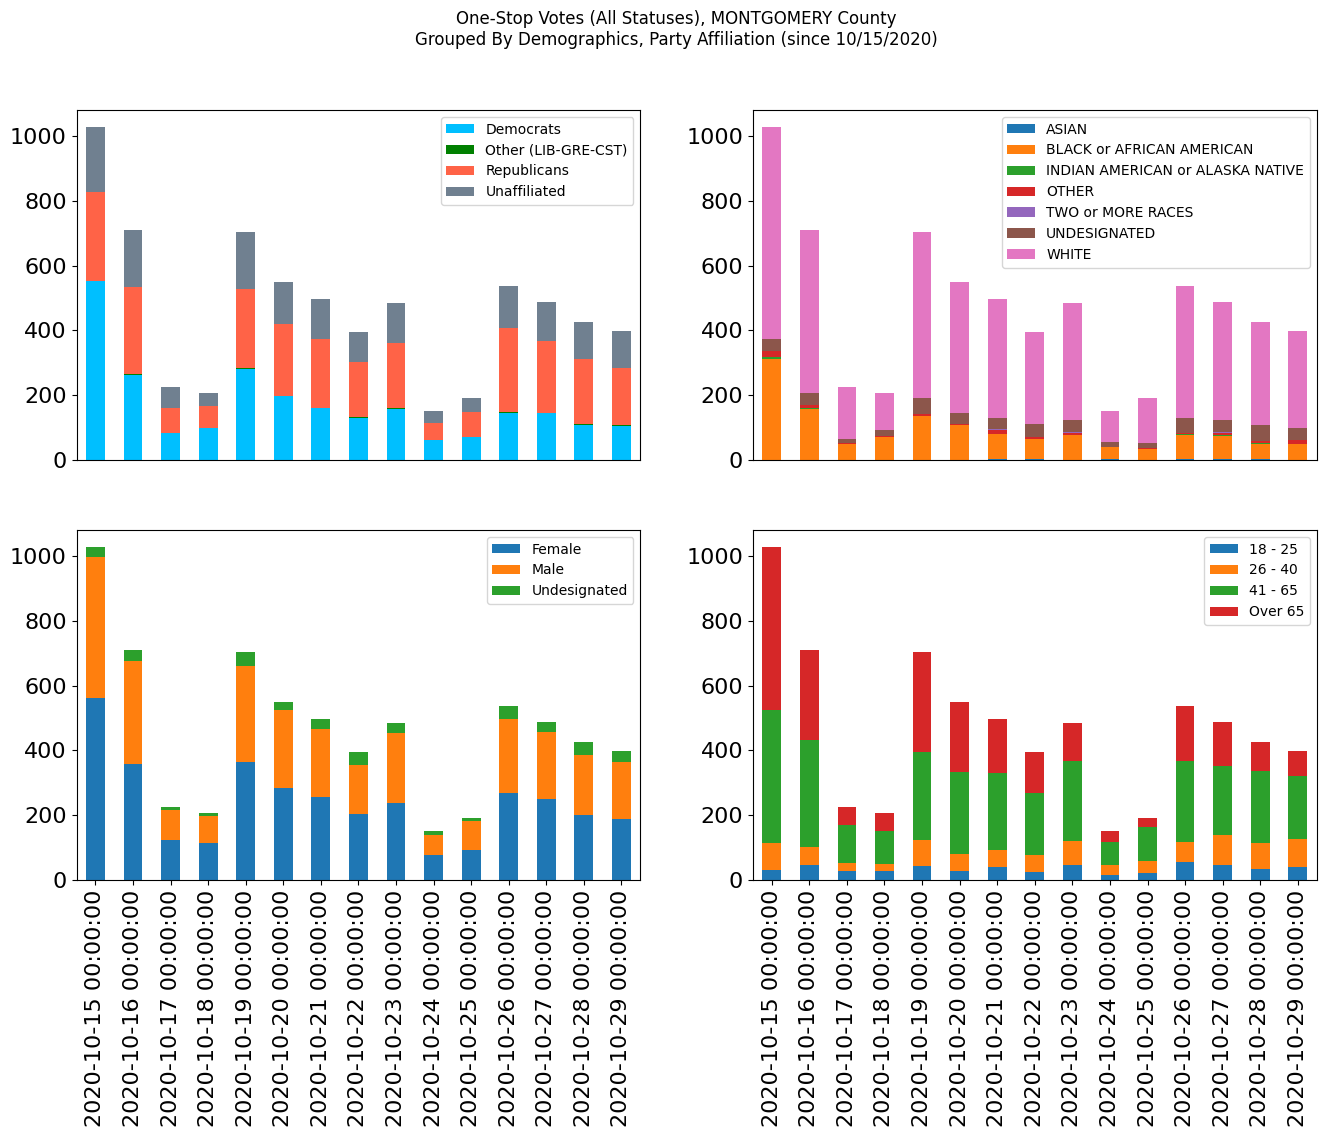 One-Stop Votes (All Statuses), MONTGOMERY County
Grouped By Demographics, Party Affiliation (since 10/15/2020)
1000
800
600
400
200
0
Democrats
Other (LIB-GRE-CST)
Republicans
Unaffiliated
1000
800
600
400
200
0
ASIAN
BLACK or AFRICAN AMERICAN
INDIAN AMERICAN or ALASKA NATIVE
OTHER
TWO or MORE RACES
UNDESIGNATED
WHITE
1000
800
600
400
200
0
Female
Male
Undesignated
2020-10-15 00:00:00
2020-10-16 00:00:00
2020-10-17 00:00:00
2020-10-18 00:00:00
2020-10-19 00:00:00
2020-10-20 00:00:00
2020-10-21 00:00:00
2020-10-22 00:00:00
2020-10-23 00:00:00
2020-10-24 00:00:00
2020-10-25 00:00:00
2020-10-26 00:00:00
2020-10-27 00:00:00
2020-10-28 00:00:00
2020-10-29 00:00:00
1000
800
600
400
200
0
18 - 25
26 - 40
41 - 65
Over 65
2020-10-15 00:00:00
2020-10-16 00:00:00
2020-10-17 00:00:00
2020-10-18 00:00:00
2020-10-19 00:00:00
2020-10-20 00:00:00
2020-10-21 00:00:00
2020-10-22 00:00:00
2020-10-23 00:00:00
2020-10-24 00:00:00
2020-10-25 00:00:00
2020-10-26 00:00:00
2020-10-27 00:00:00
2020-10-28 00:00:00
2020-10-29 00:00:00